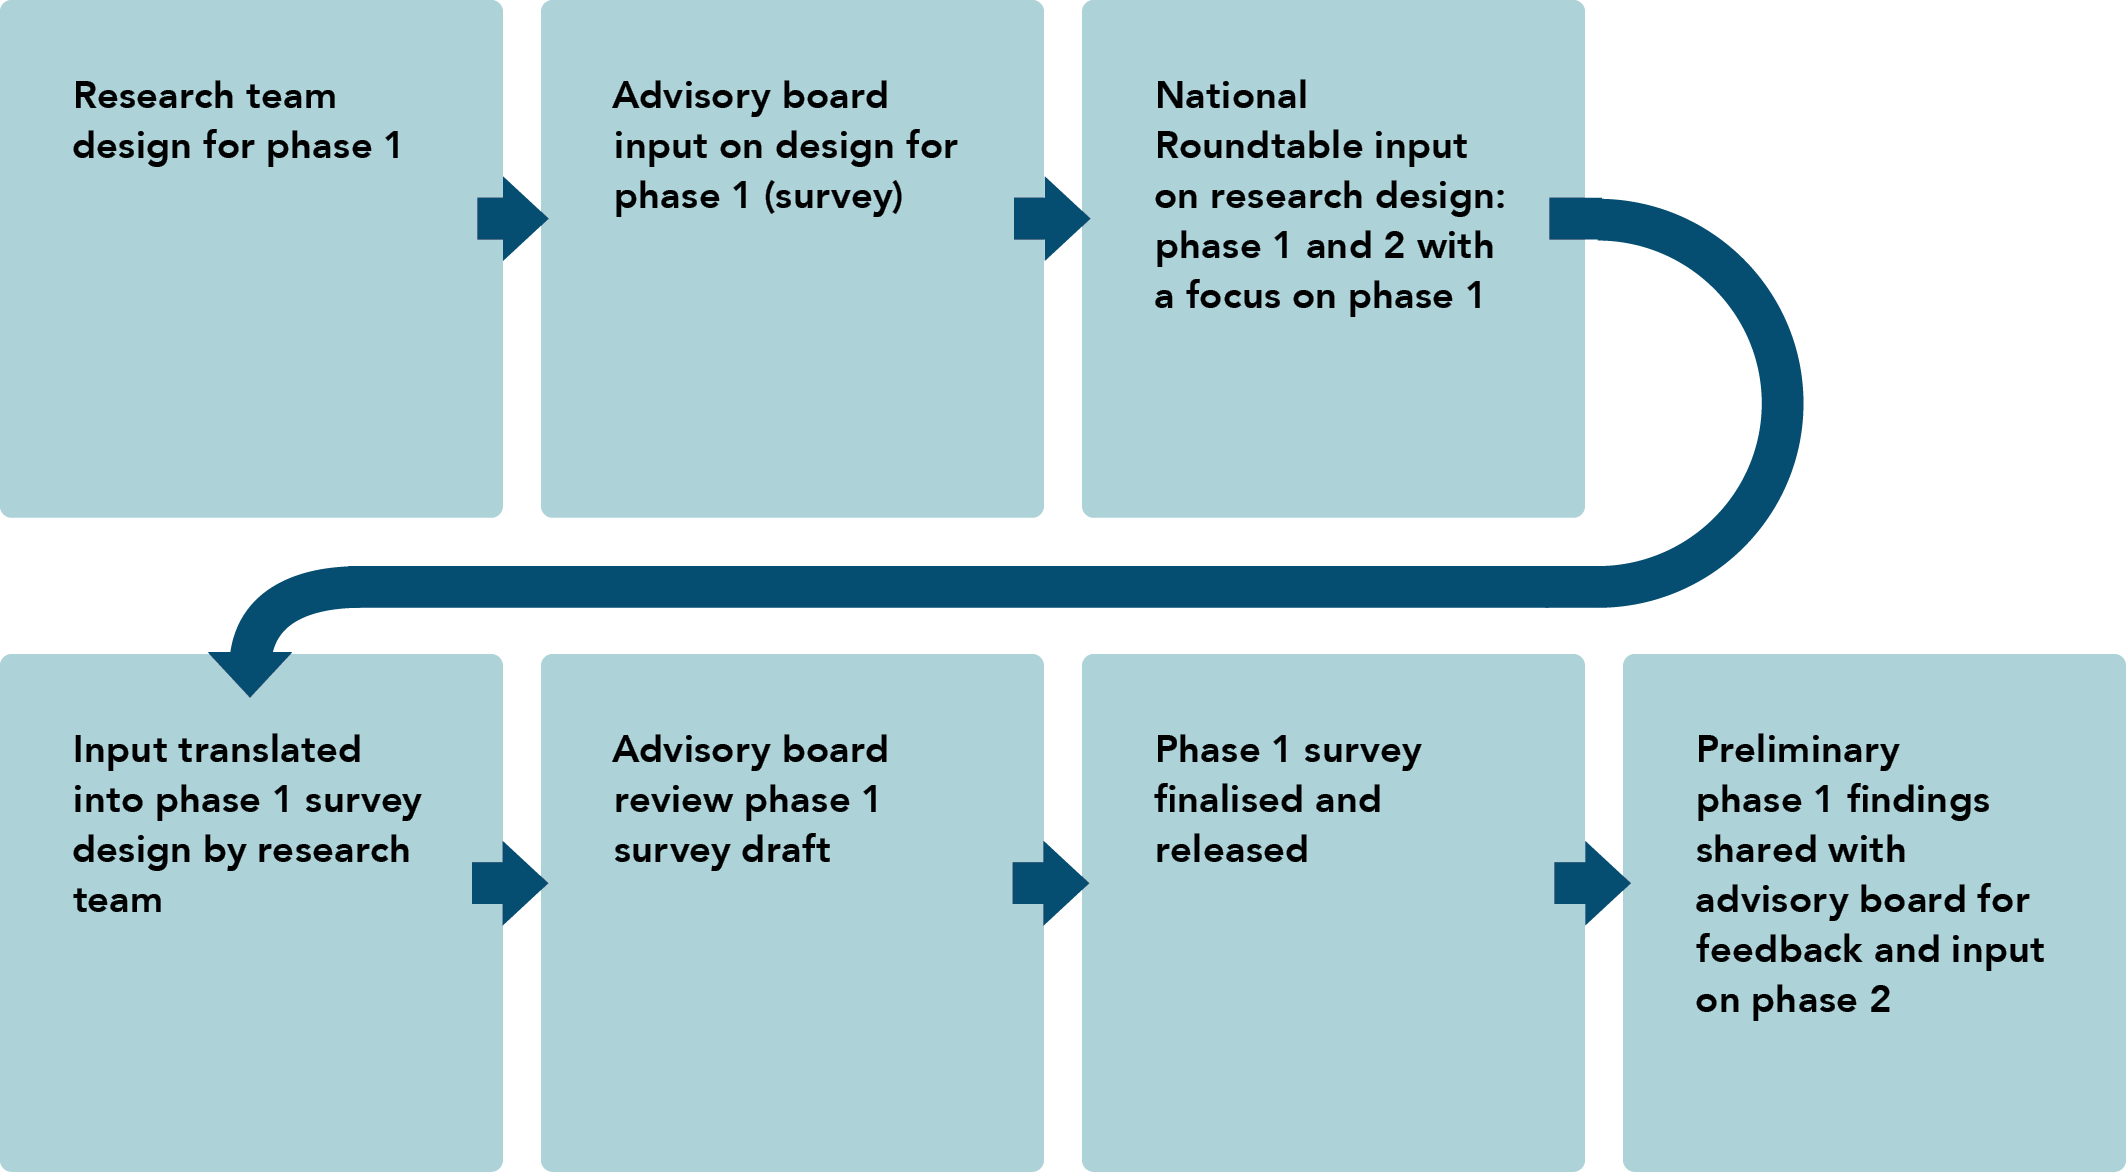 Research team
design for phase 1
Advisory board
input on design for
phase 1 (survey)
National
Roundtable input
on research design:
phase 1 and 2 with
a focus on phase 1
Input translated
into phase 1 survey
design by research
team
Advisory board
review phase 1
survey draft
Phase 1 survey
finalised and
released
Preliminary
phase 1 findings
shared with
advisory board for
feedback and input
on phase 2